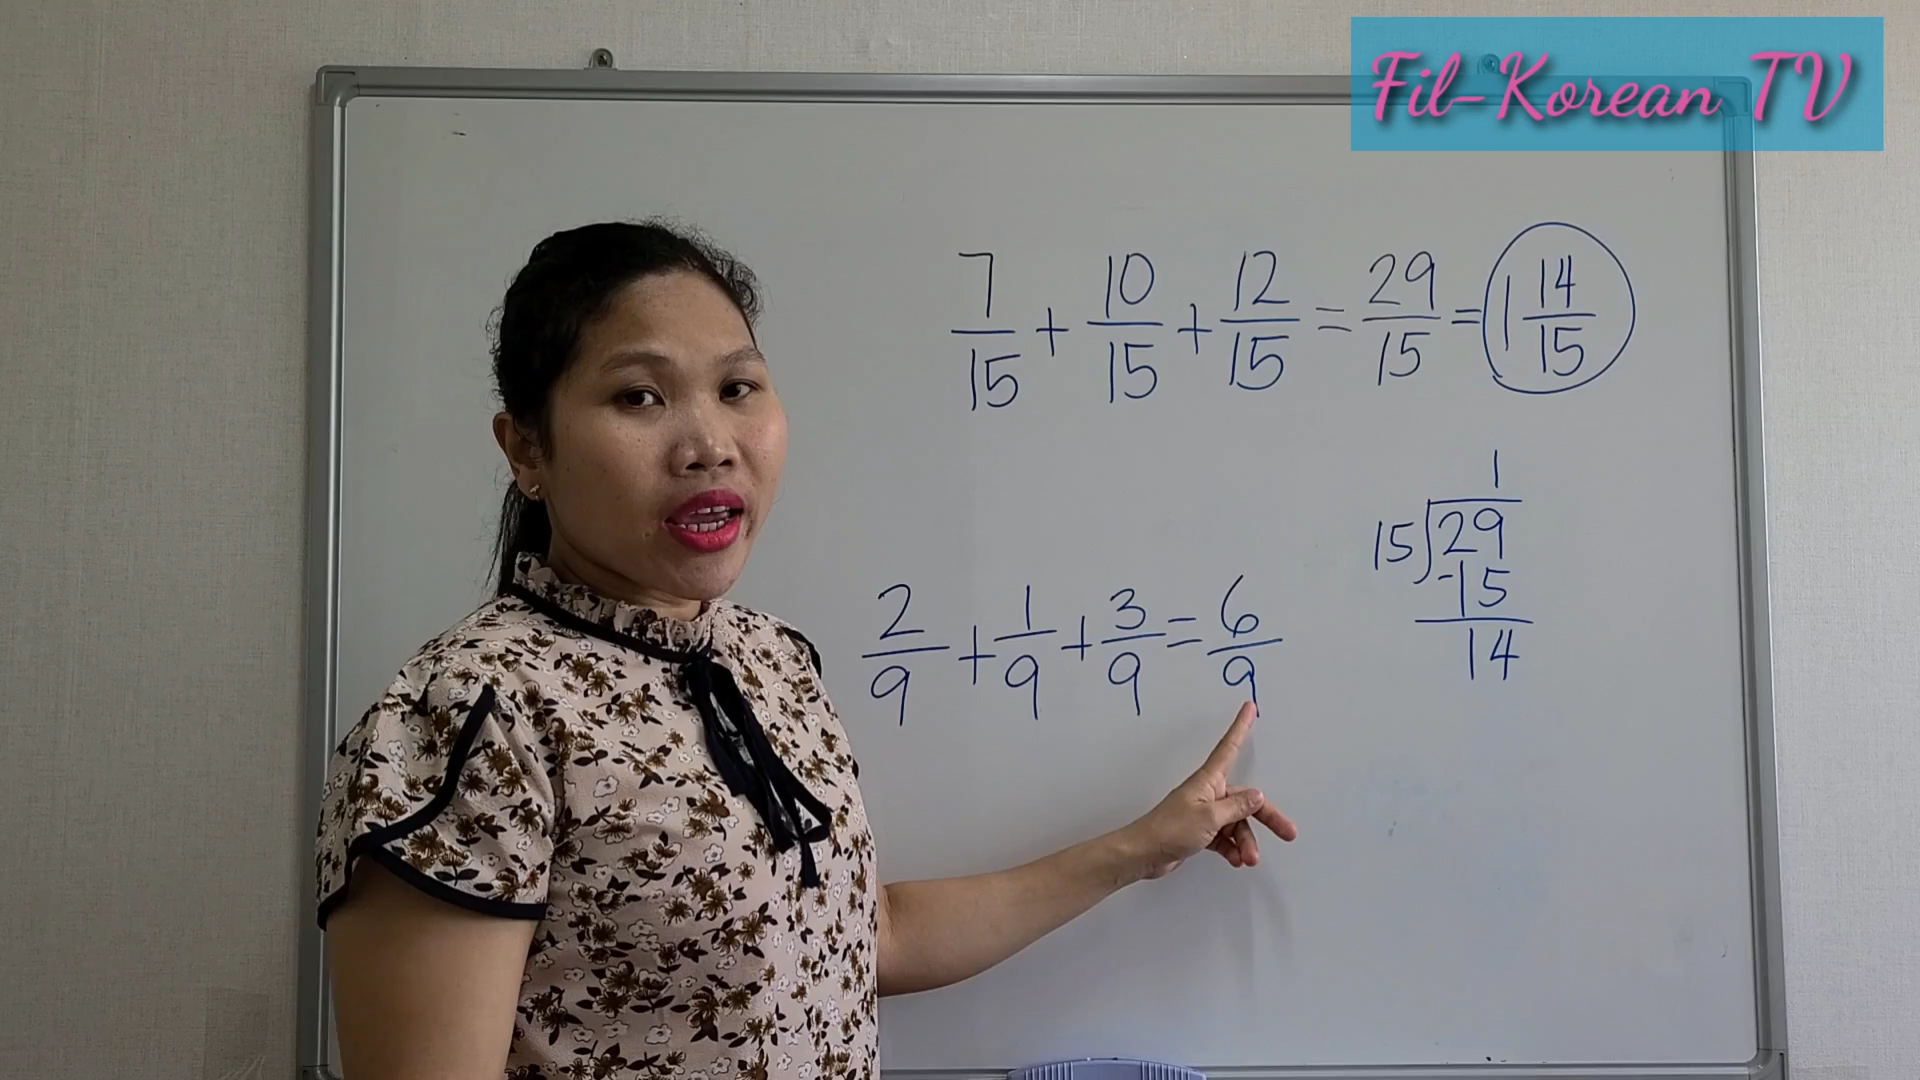 Fil-Korean TV
7/15 + 10/15 + 12/15 = 29/15 = 1 14/15
1
15)29
-15
14
2/9 + 1/9 + 3/9 = 6/9